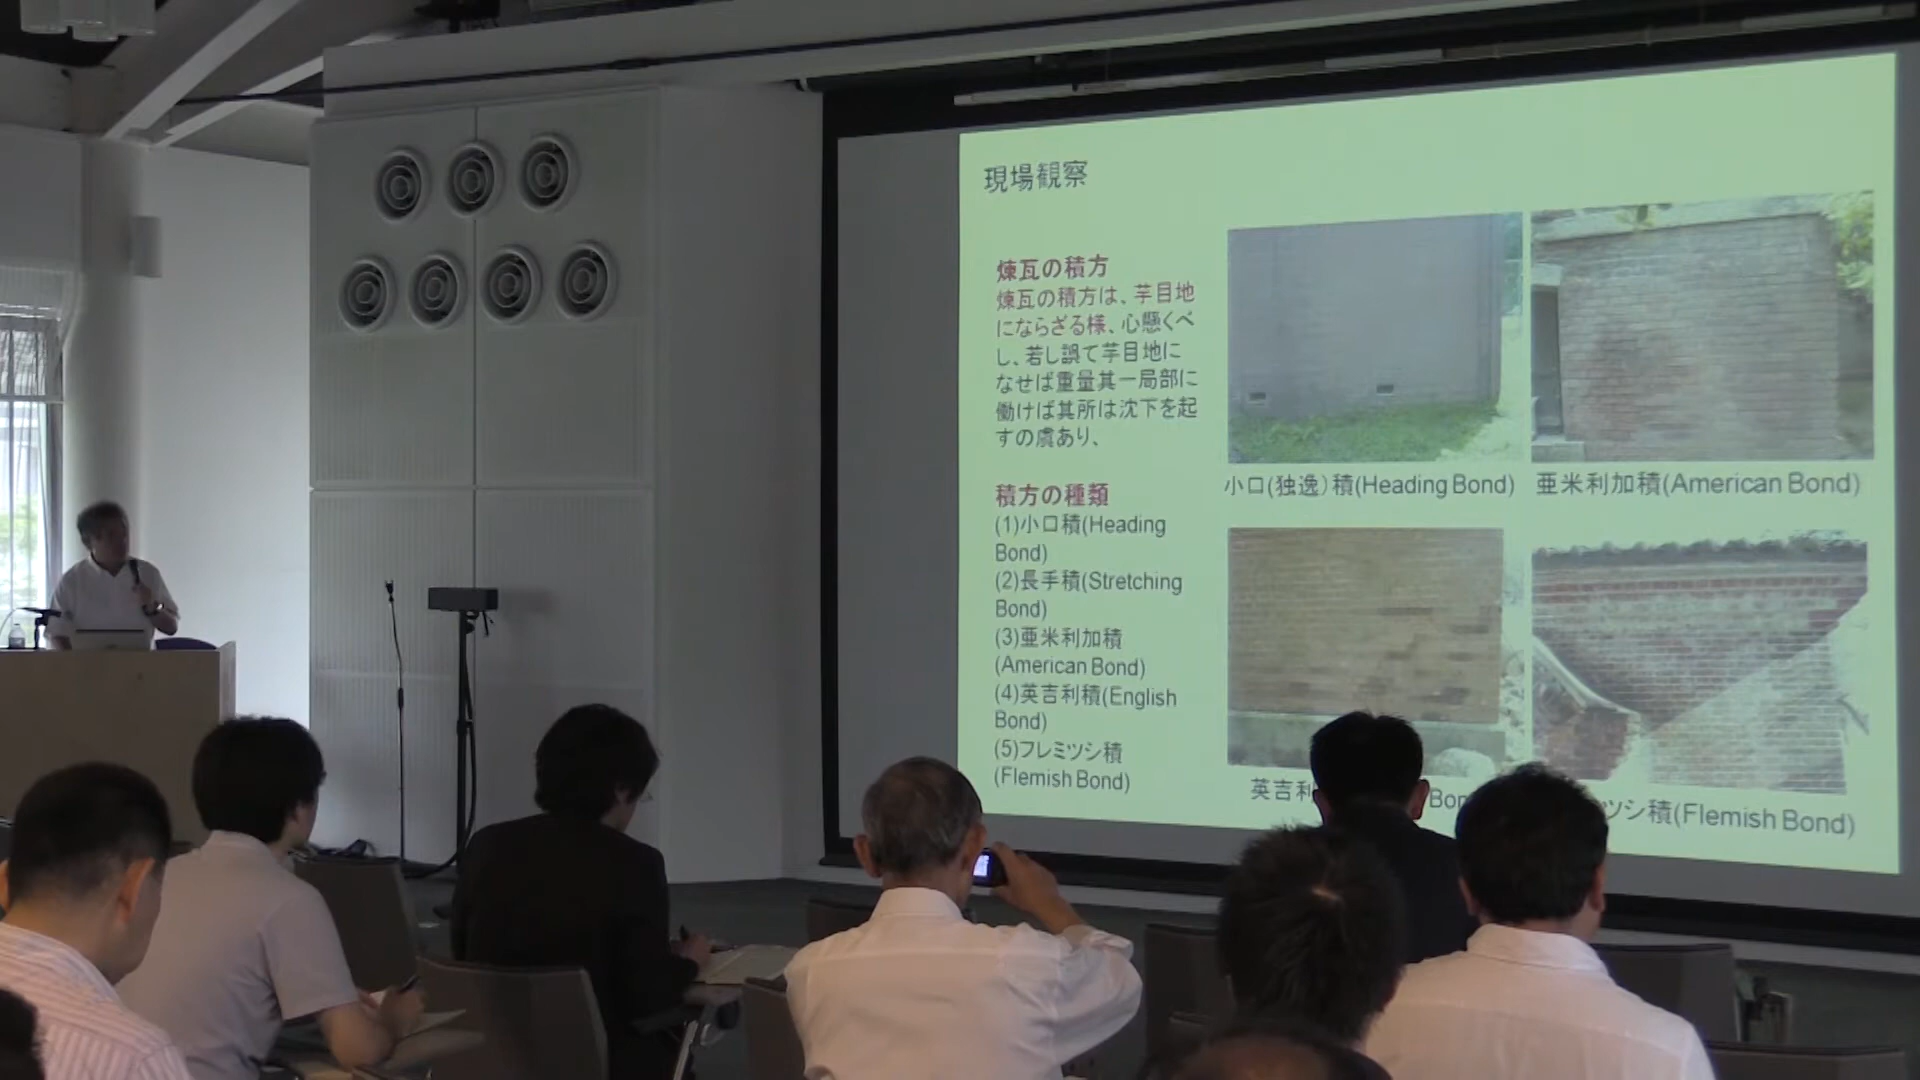 現場観察
煉瓦の積方
煉瓦の積方は、芋目地
にならざる様、心懸くべ
し、若し誤て芋目地に
なせば重量其一局部に
働けば其所は沈下を起
すの虞あり、
積方の種類
(1)小口積(Heading
Bond)
(2)長手積(Stretching
Bond)
(3)亜米利加積
(American Bond)
(4)英吉利積(English
Bond)
(5)フレミツシ積
(Flemish Bond)
小口(独逸)積(Heading Bond)
亜米利加積(American Bond)
英吉利
ツシ積(Flemish Bond)